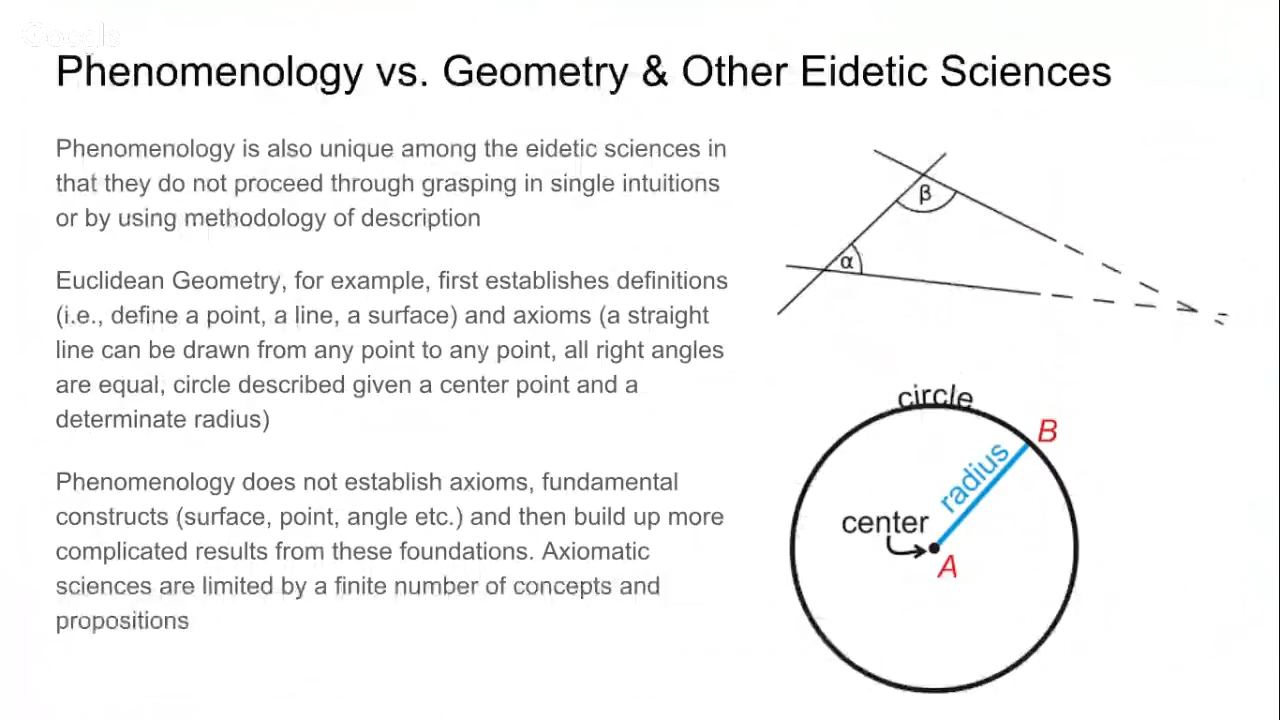 Google
Phenomenology vs. Geometry & Other Eidetic Sciences
Phenomenology is also unique among the eidetic sciences in
that they do not proceed through grasping in single intuitions
or by using methodology of description
Euclidean Geometry, for example, first establishes definitions
(i.e., define a point, a line, a surface) and axioms (a straight
line can be drawn from any point to any point, all right angles
are equal, circle described given a center point and a
determinate radius)
Phenomenology does not establish axioms, fundamental
constructs (surface, point, angle etc.) and then build up more
complicated results from these foundations. Axiomatic
sciences are limited by a finite number of concepts and
propositions
β
α
circle
B
radius
center
A